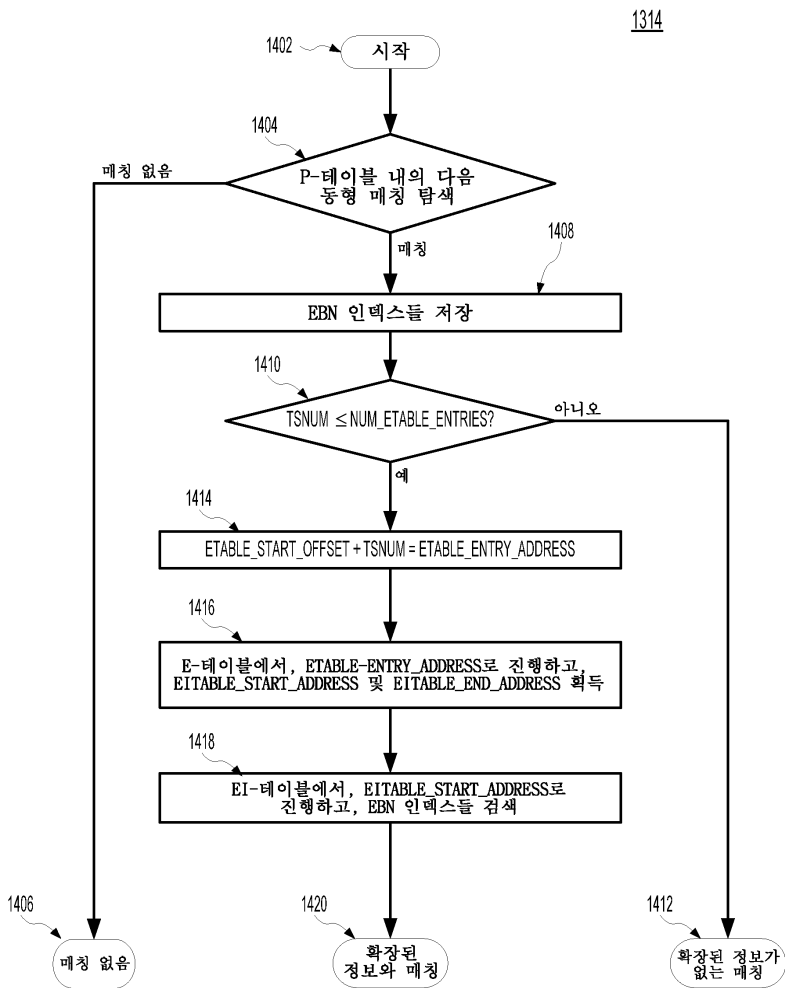 1314
1402
시작
1404
P-테이블 내의 다음
동형 매칭 탐색
매칭 없음
매칭
1408
EBN 인덱스들 저장
1410
TSNUM ≤ NUM_ETABLE_ENTRIES?
아니오
예
1414
ETABLE_START_OFFSET + TSNUM = ETABLE_ENTRY_ADDRESS
1416
E-테이블에서, ETABLE-ENTRY_ADDRESS로 진행하고,
EITABLE_START_ADDRESS 및 EITABLE_END_ADDRESS 획득
1418
EI-테이블에서, EITABLE_START_ADDRESS로
진행하고, EBN 인덱스들 검색
1406
매칭 없음
1420
확장된
정보와 매칭
1412
확장된 정보가
없는 매칭